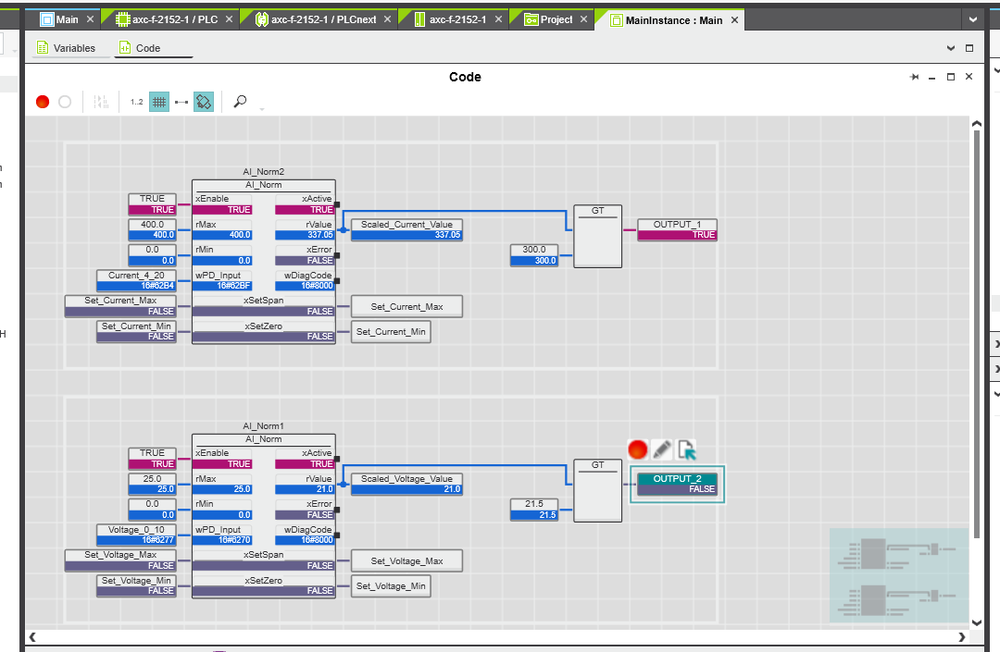 Main
axc-f-2152-1 / PLC
axc-f-2152-1 / PLCnext
axc-f-2152-1
Project
MainInstance : Main
Variables
Code
Code
1..2
AI_Norm2
AI_Norm
TRUE
TRUE
xEnable
TRUE
xActive
TRUE
400.0
400.0
rMax
400.0
rValue
337.05
Scaled_Current_Value
337.05
GT
OUTPUT_1
TRUE
0.0
0.0
rMin
0.0
xError
FALSE
300.0
300.0
Current_4_20
16#62B4
wPD_Input
16#62BF
wDiagCode
16#8000
Set_Current_Max
FALSE
xSetSpan
FALSE
Set_Current_Max
Set_Current_Min
FALSE
xSetZero
FALSE
Set_Current_Min
H
AI_Norm1
AI_Norm
TRUE
TRUE
xEnable
TRUE
xActive
TRUE
25.0
25.0
rMax
25.0
rValue
21.0
Scaled_Voltage_Value
21.0
GT
OUTPUT_2
FALSE
0.0
0.0
rMin
0.0
xError
FALSE
21.5
21.5
Voltage_0_10
16#6277
wPD_Input
16#6270
wDiagCode
16#8000
Set_Voltage_Max
FALSE
xSetSpan
FALSE
Set_Voltage_Max
Set_Voltage_Min
FALSE
xSetZero
FALSE
Set_Voltage_Min